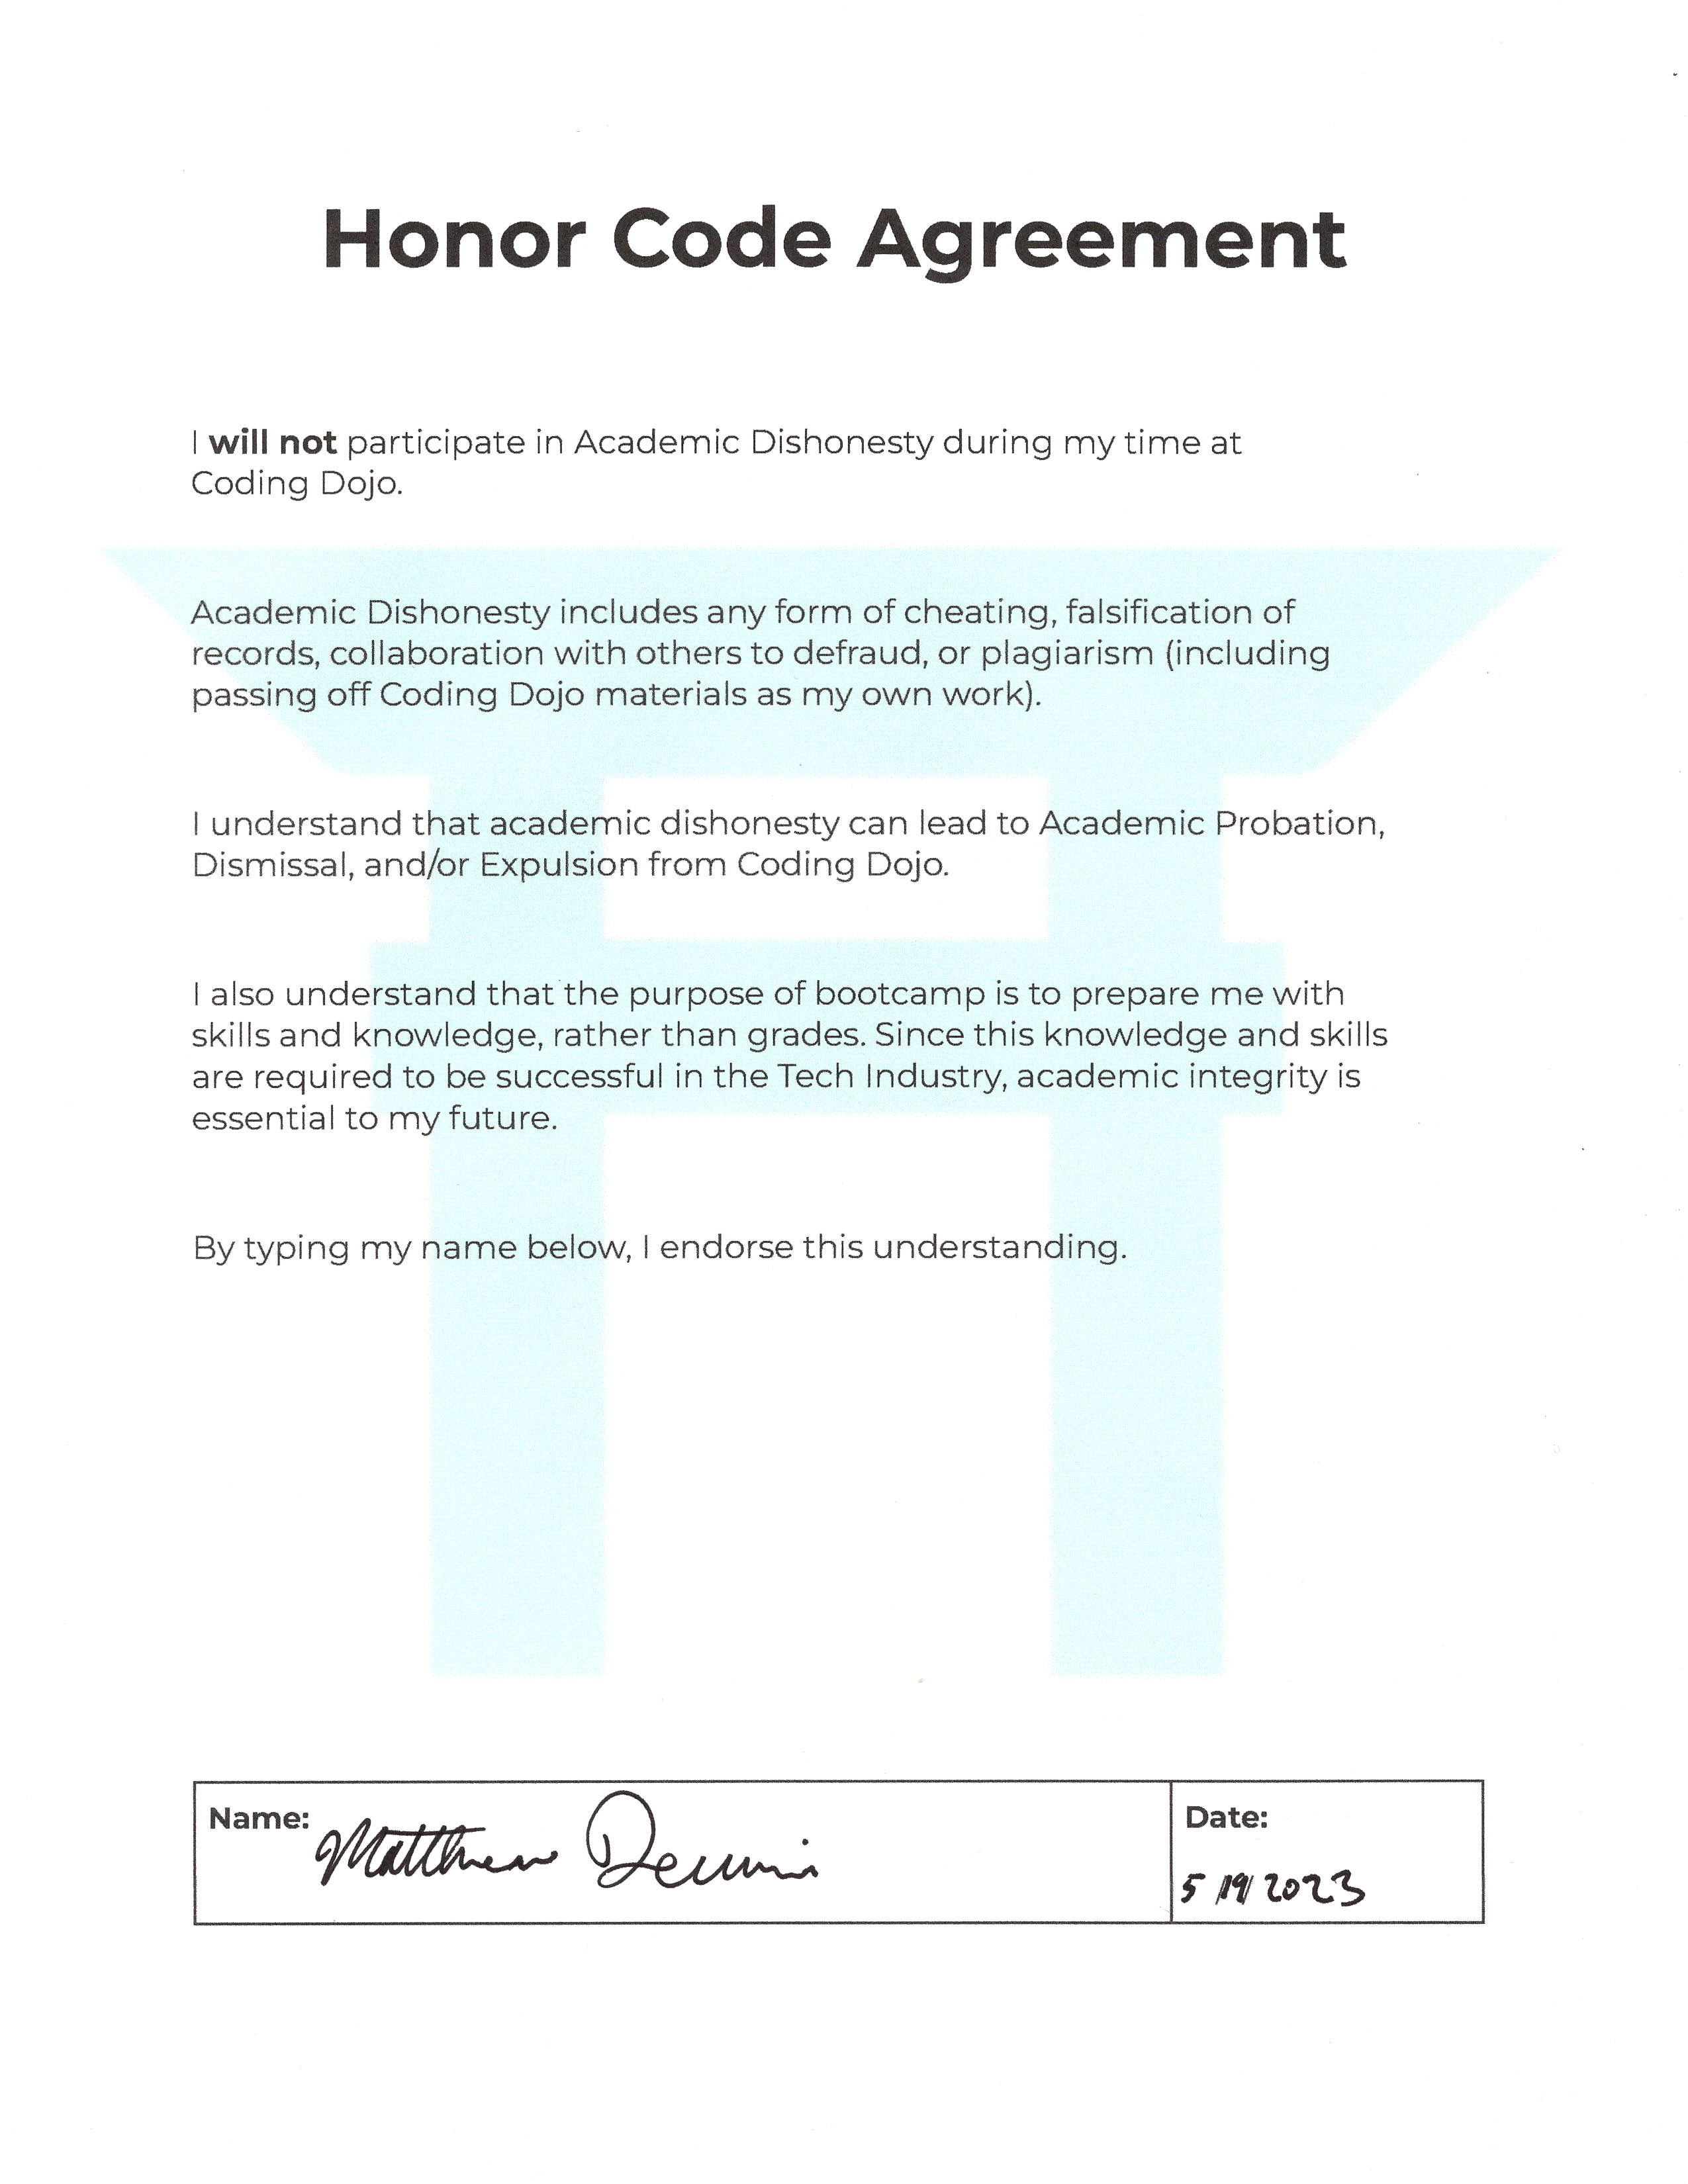 Honor Code Agreement
I will not participate in Academic Dishonesty during my time at
Coding Dojo.
Academic Dishonesty includes any form of cheating, falsification of
records, collaboration with others to defraud, or plagiarism (including
passing off Coding Dojo materials as my own work).
I understand that academic dishonesty can lead to Academic Probation,
Dismissal, and/or Expulsion from Coding Dojo.
I also understand that the purpose of bootcamp is to prepare me with
skills and knowledge, rather than grades. Since this knowledge and skills
are required to be successful in the Tech Industry, academic integrity is
essential to my future.
By typing my name below, I endorse this understanding.
Name: Matthew
Date:
5/19/2023